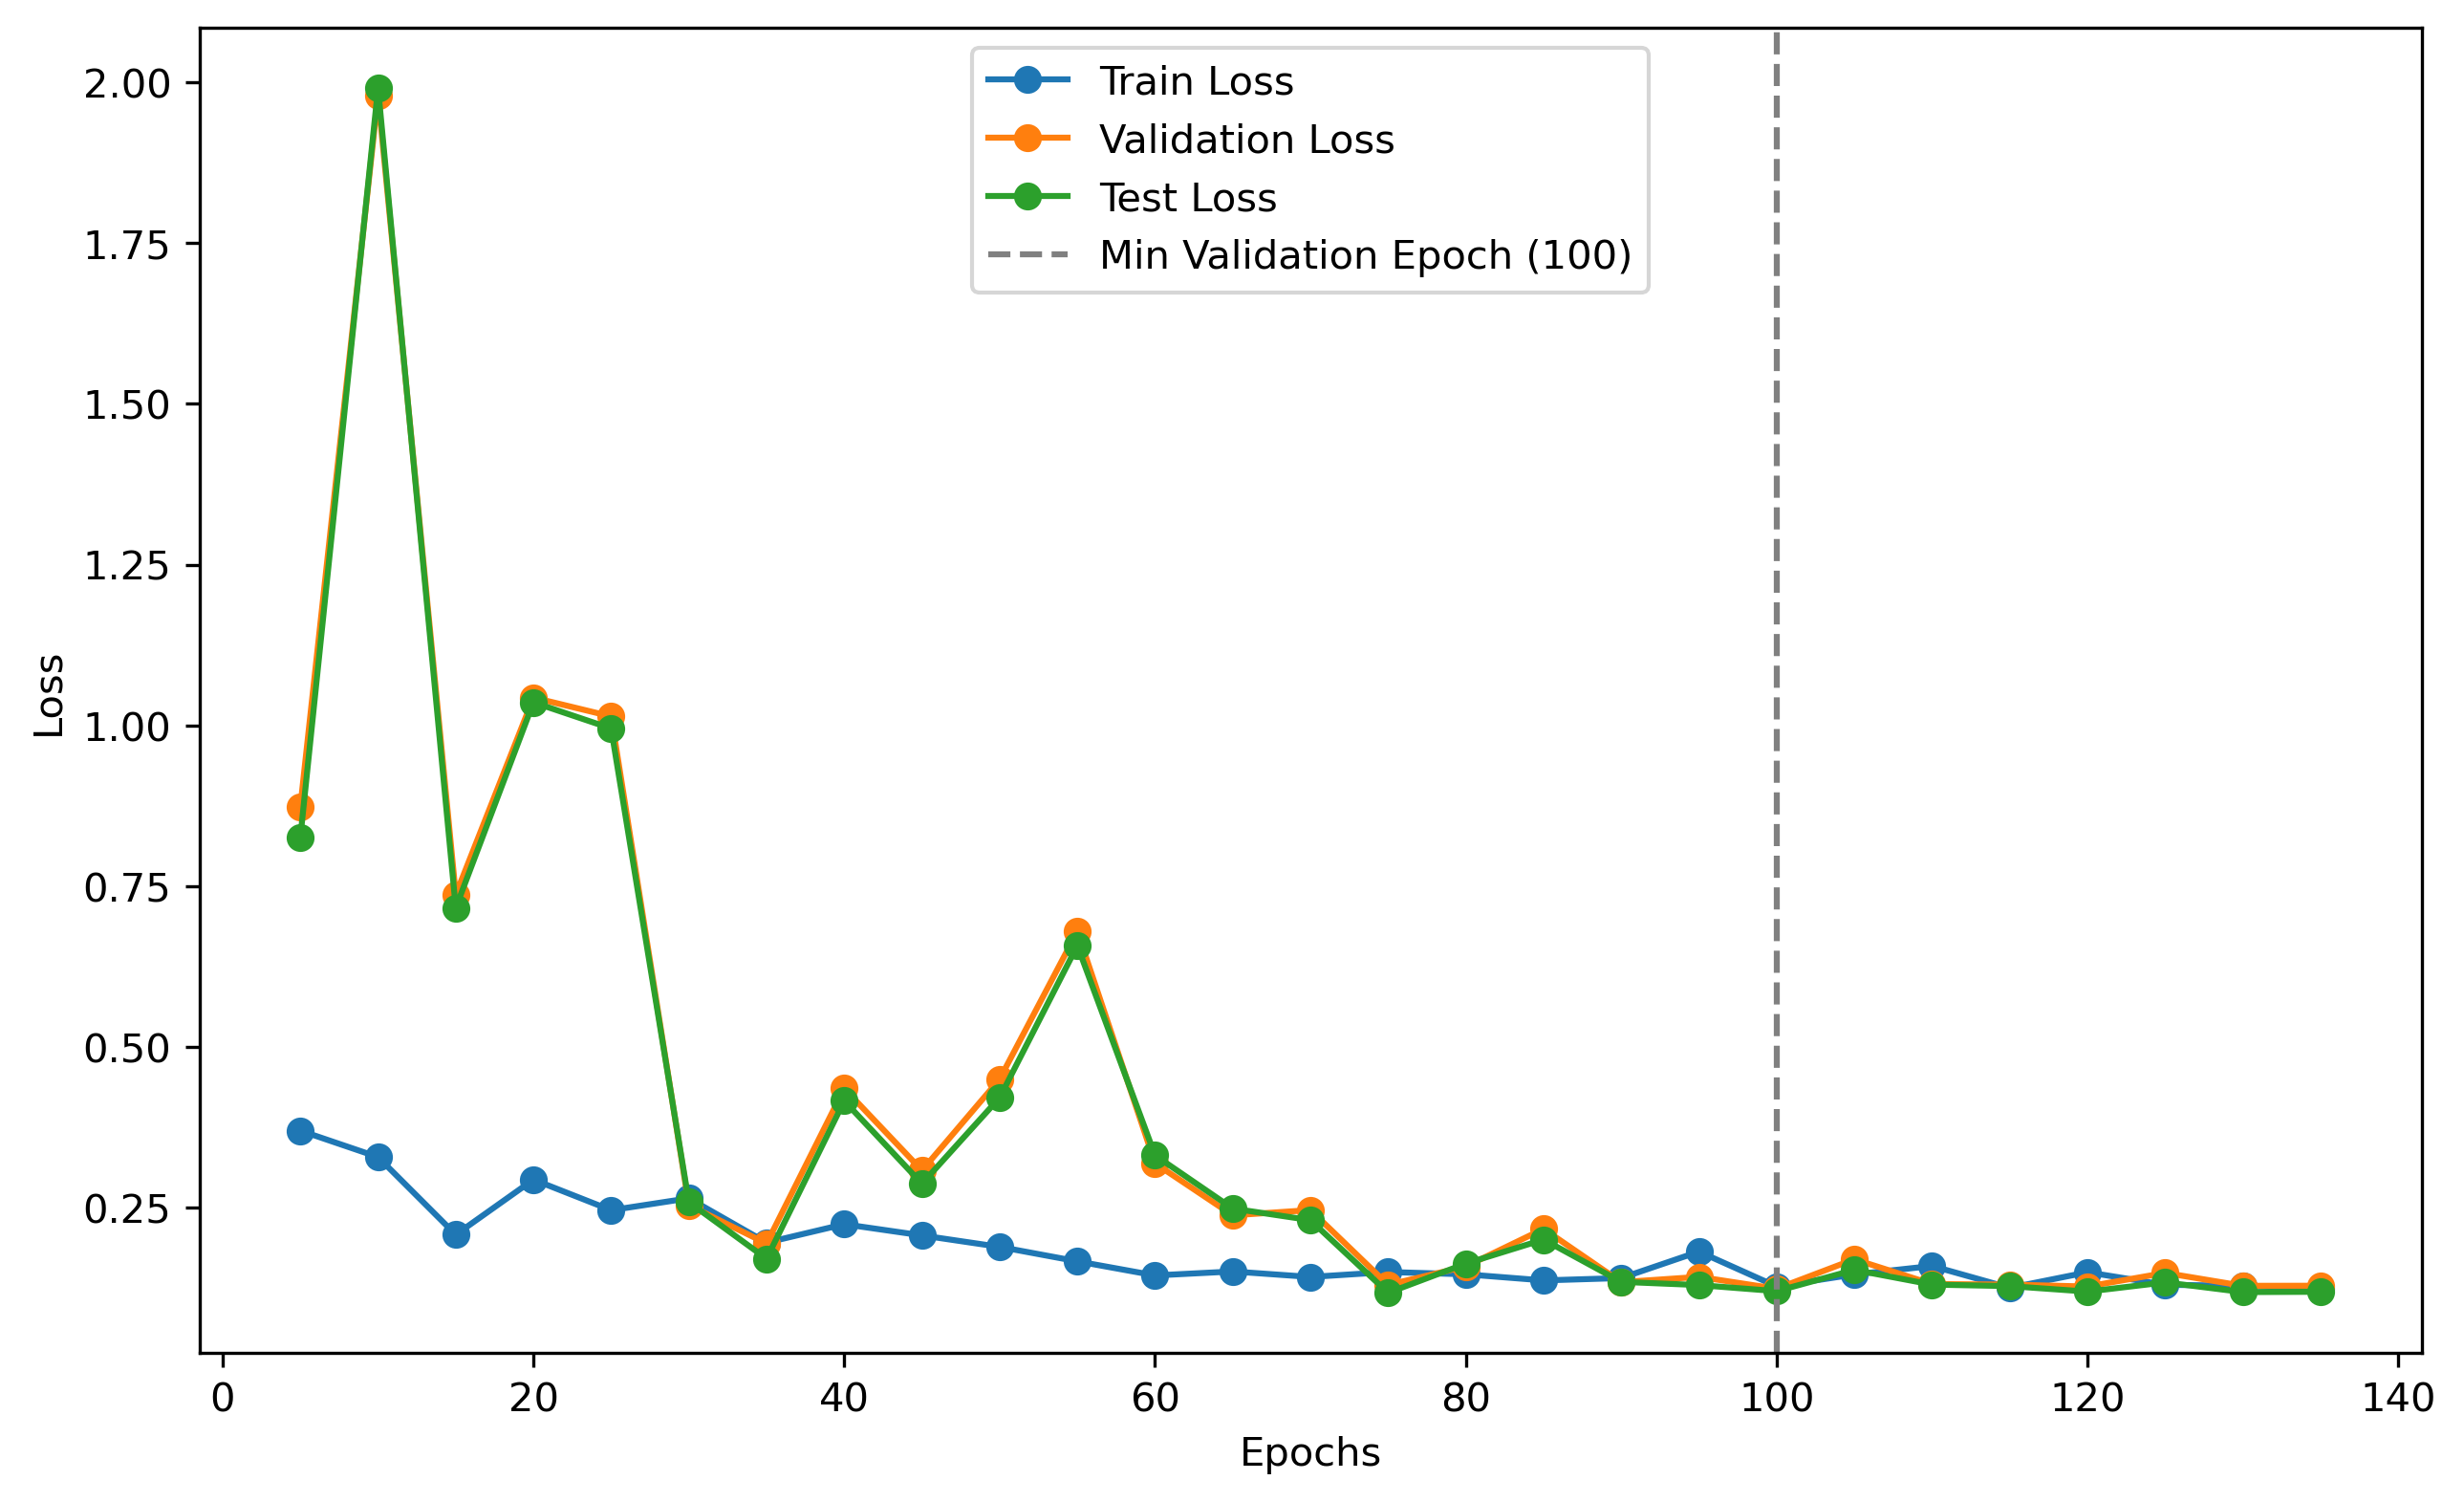 Train Loss
Validation Loss
Test Loss
Min Validation Epoch (100)
2.00
1.75
1.50
1.25
1.00
0.75
0.50
0.25
Loss
0 20 40 60 80 100 120 140
Epochs